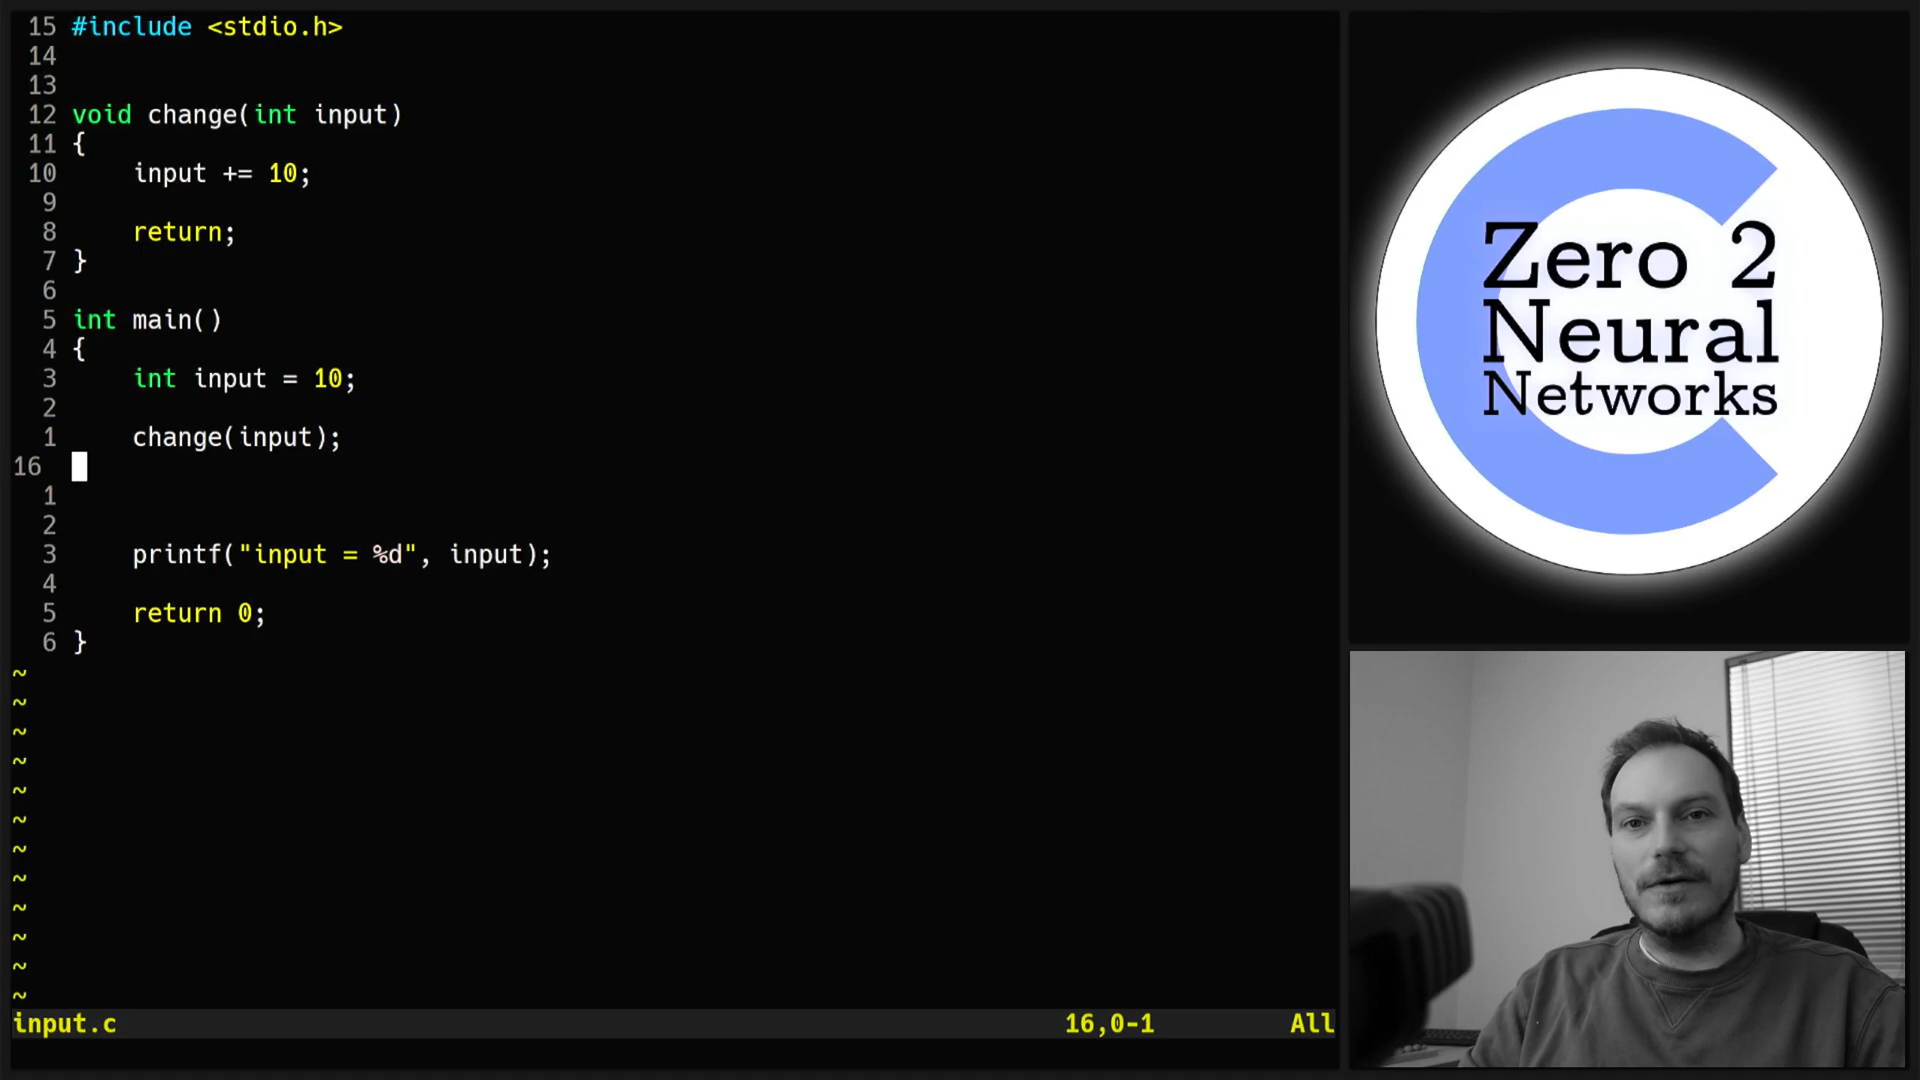 15 #include <stdio.h>
14
13
12 void change(int input)
11 {
10     input += 10;
9
8     return;
7 }
6
5 int main()
4 {
3     int input = 10;
2
1     change(input);
16
1
2
3     printf("input = %d", input);
4
5     return 0;
6 }
~
~
~
~
~
~
~
~
~
~
~
~
input.c 16,0-1 All
Zero 2
Neural
Networks